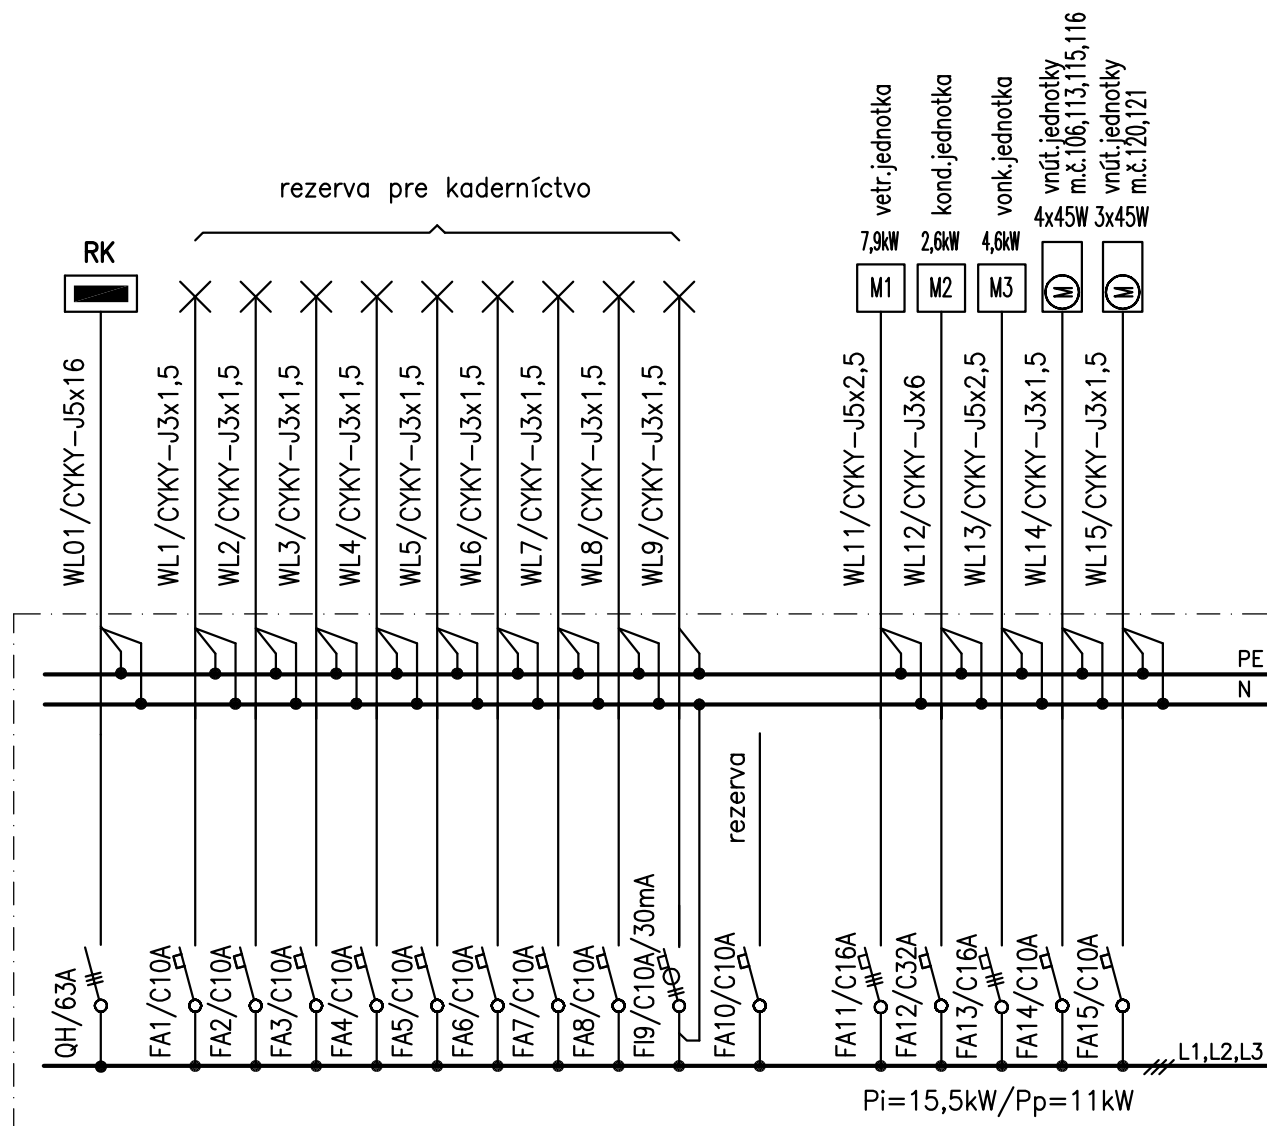 rezerva pre kaderníctvo
RK
vetr.jednotka
kond.jednotka
vonk.jednotka
vnút.jednotky
m.č.106,113,115,116
vnút.jednotky
m.č.120,121
7,9kW
2,6kW
4,6kW
4x45W
3x45W
M1
M2
M3
M
M
WL01/CYKY-J5x16
WL1/CYKY-J3x1,5
WL2/CYKY-J3x1,5
WL3/CYKY-J3x1,5
WL4/CYKY-J3x1,5
WL5/CYKY-J3x1,5
WL6/CYKY-J3x1,5
WL7/CYKY-J3x1,5
WL8/CYKY-J3x1,5
WL9/CYKY-J3x1,5
WL11/CYKY-J5x2,5
WL12/CYKY-J3x6
WL13/CYKY-J5x2,5
WL14/CYKY-J3x1,5
WL15/CYKY-J3x1,5
PE
N
rezerva
QH/63A
FA1/C10A
FA2/C10A
FA3/C10A
FA4/C10A
FA5/C10A
FA6/C10A
FA7/C10A
FA8/C10A
FI9/C10A/30mA
FA10/C10A
FA11/C16A
FA12/C32A
FA13/C16A
FA14/C10A
FA15/C10A
L1,L2,L3
Pi=15,5kW/Pp=11kW